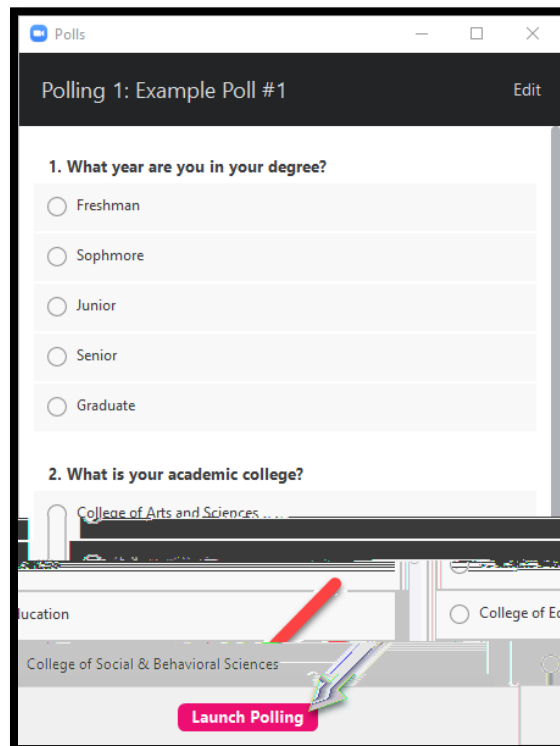 Polls
Polling 1: Example Poll #1
Edit
1. What year are you in your degree?
Freshman
Sophmore
Junior
Senior
Graduate
2. What is your academic college?
College of Arts and Sciences
ducation
College of Ed
College of Social & Behavioral Sciences
Launch Polling